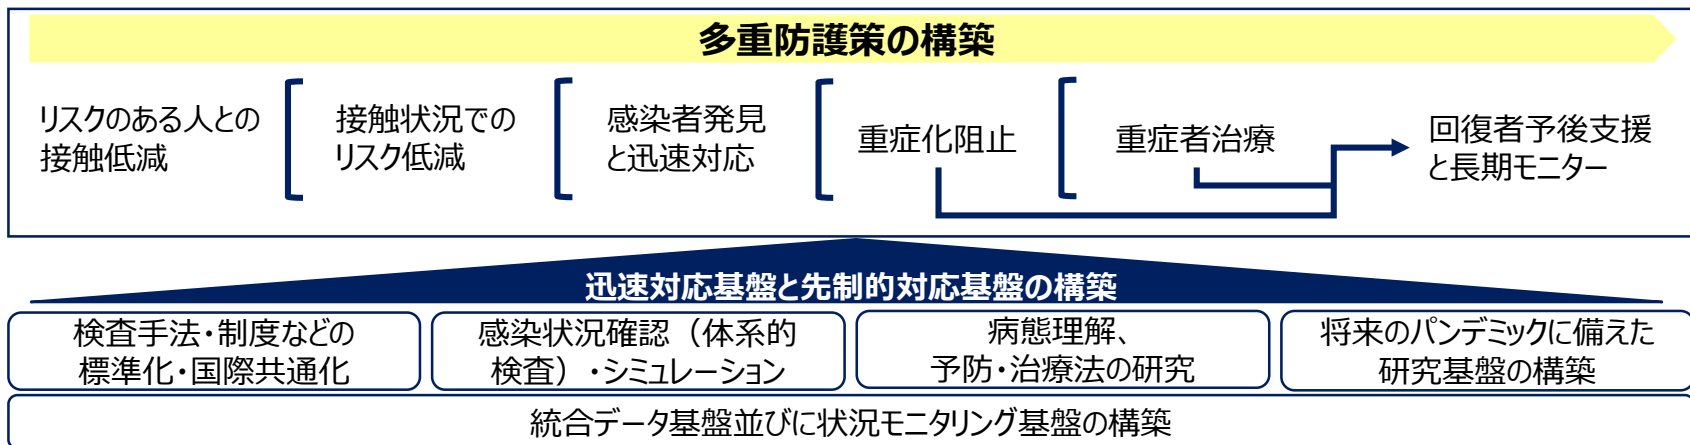 多重防護策の構築
リスクのある人との
接触低減
接触状況での
リスク低減
感染者発見
と迅速対応
重症化阻止
重症者治療
回復者予後支援
と長期モニター
迅速対応基盤と先制的対応基盤の構築
検査手法・制度などの
標準化・国際共通化
感染状況確認（体系的
検査）・シミュレーション
病態理解、
予防・治療法の研究
将来のパンデミックに備えた
研究基盤の構築
統合データ基盤並びに状況モニタリング基盤の構築